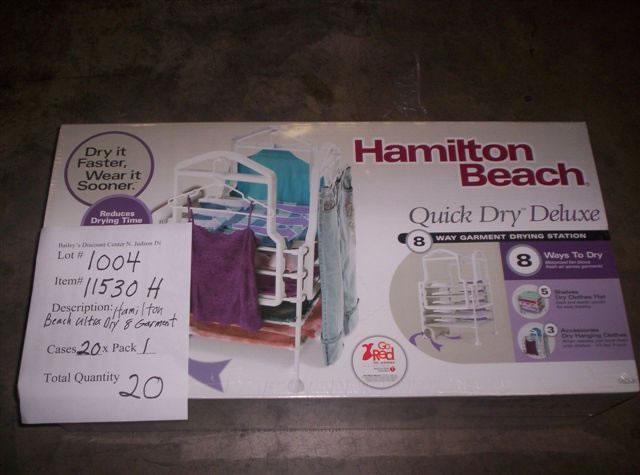 Dry it
Faster,
Wear it
Sooner.
Reduces
Drying Time
Hamilton
Beach
Quick Dry™ Deluxe
8 WAY GARMENT DRYING STATION
8 Ways To Dry
5 Shelves
Dry Clothes Flat
3 Accessories
Dry Hanging Clothes
Go
Red
Bailey's Discount Center N. Judson IN
Lot # 1004
Item# 11530 H
Description: Hamilton
Beach Ultra Dry 8 Garment
Cases 20 x Pack 1
Total Quantity 20